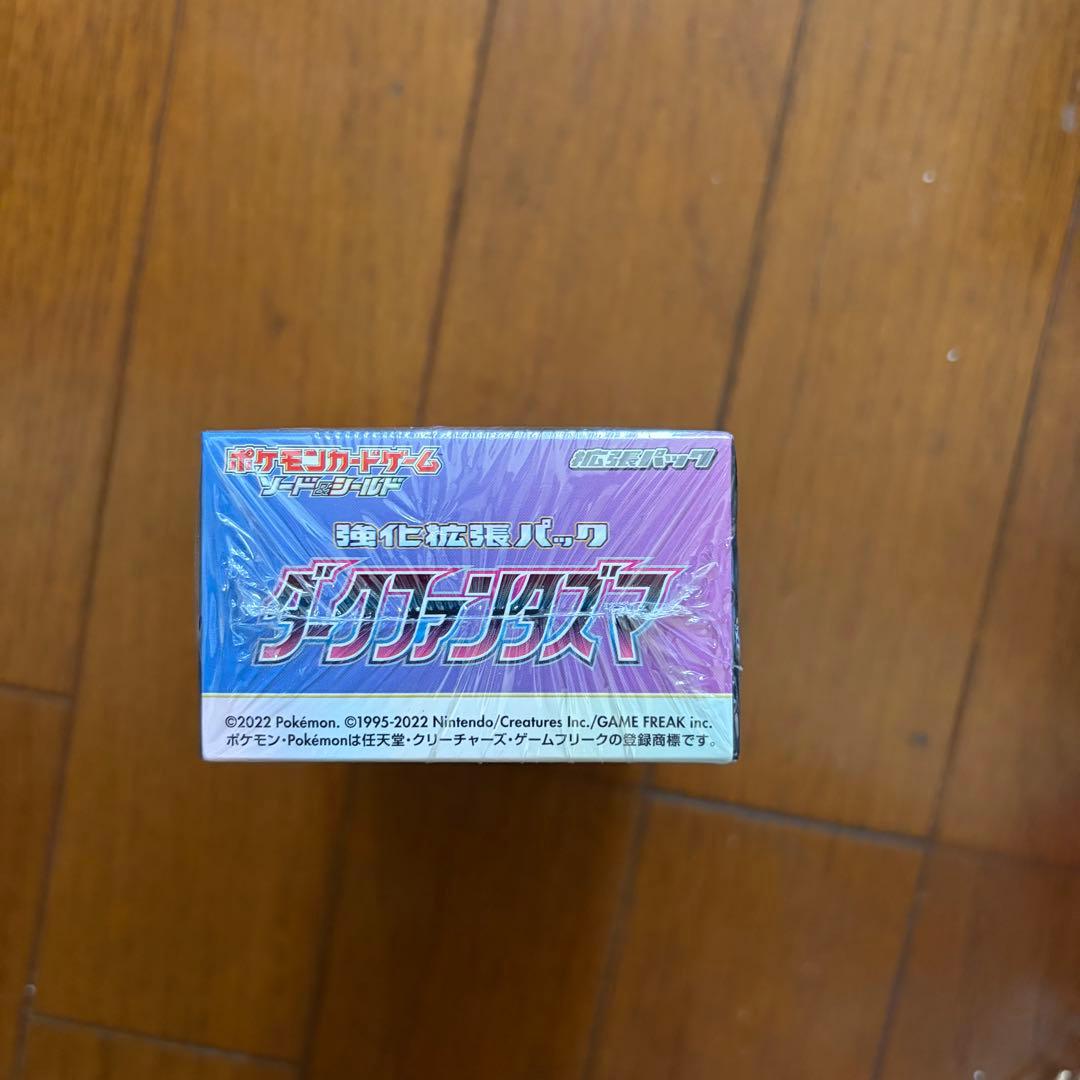 ポケモンカードゲーム
ソード&シールド
拡張パック
強化拡張パック
ダークファンタズマ
©2022 Pokémon. ©1995-2022 Nintendo/Creatures Inc./GAME FREAK inc.
ポケモン・Pokémonは任天堂・クリーチャーズ・ゲームフリークの登録商標です。